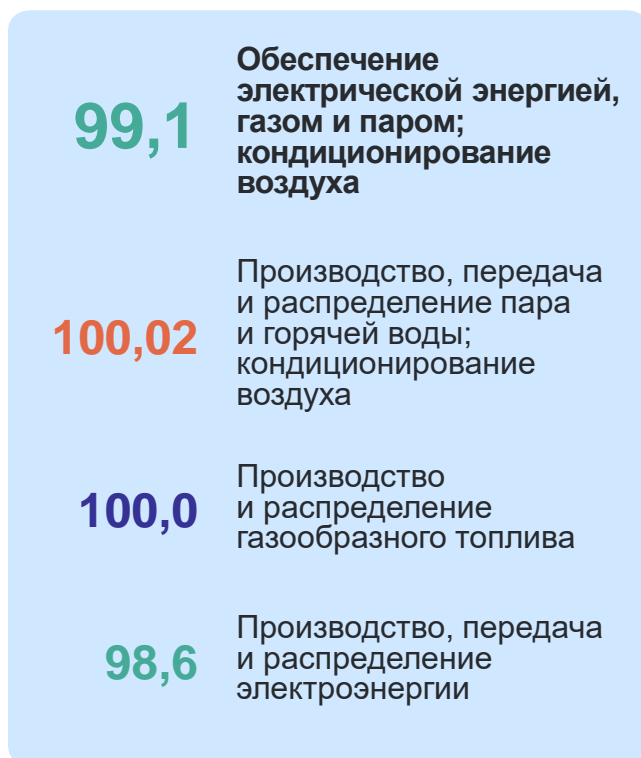 99,1
Обеспечение
электрической энергией,
газом и паром;
кондиционирование
воздуха
100,02
Производство, передача
и распределение пара
и горячей воды;
кондиционирование
воздуха
100,0
Производство
и распределение
газообразного топлива
98,6
Производство, передача
и распределение
электроэнергии